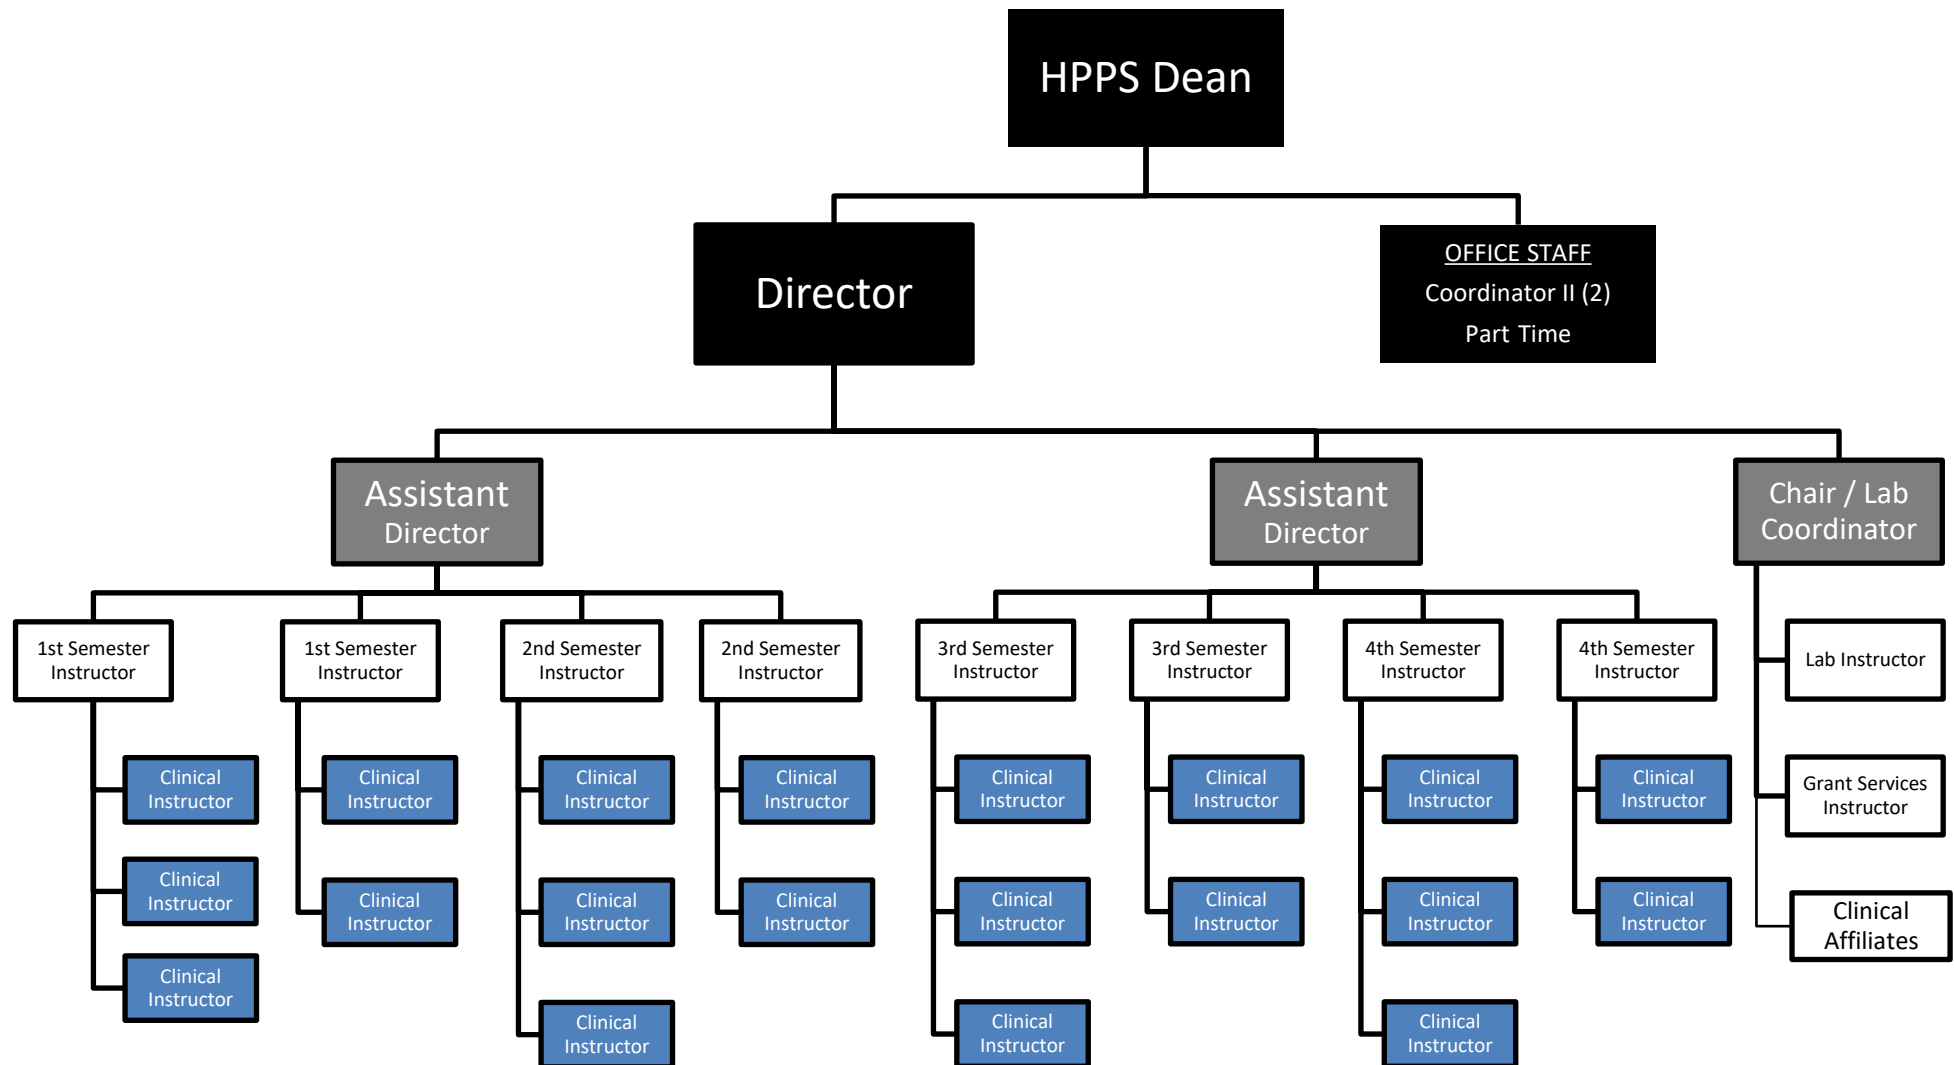 HPPS Dean
Director
OFFICE STAFF
Coordinator II (2)
Part Time
Assistant
Director
Assistant
Director
Chair / Lab
Coordinator
1st Semester
Instructor
1st Semester
Instructor
2nd Semester
Instructor
2nd Semester
Instructor
3rd Semester
Instructor
3rd Semester
Instructor
4th Semester
Instructor
4th Semester
Instructor
Lab Instructor
Clinical
Instructor
Clinical
Instructor
Clinical
Instructor
Clinical
Instructor
Clinical
Instructor
Clinical
Instructor
Clinical
Instructor
Clinical
Instructor
Grant Services
Instructor
Clinical
Instructor
Clinical
Instructor
Clinical
Instructor
Clinical
Instructor
Clinical
Instructor
Clinical
Instructor
Clinical
Instructor
Clinical
Instructor
Clinical
Affiliates
Clinical
Instructor
Clinical
Instructor
Clinical
Instructor
Clinical
Instructor